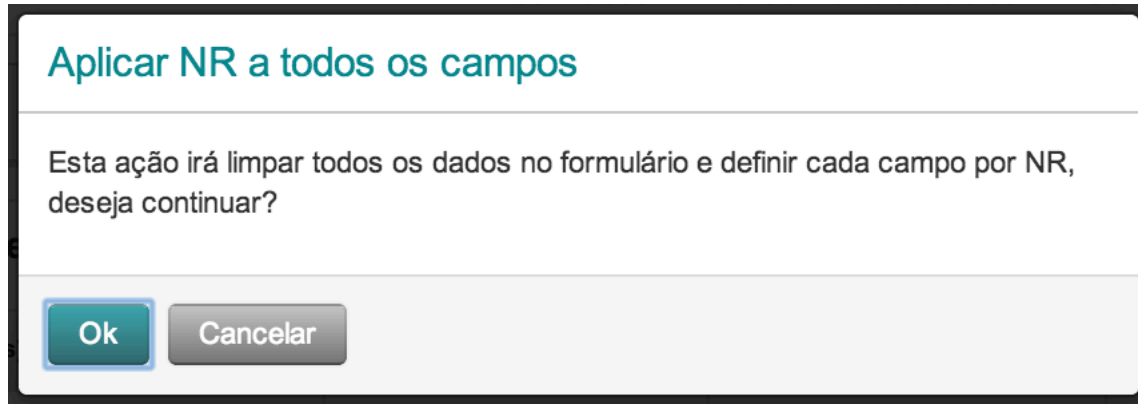 Aplicar NR a todos os campos
Esta ação irá limpar todos os dados no formulário e definir cada campo por NR,
deseja continuar?
Ok
Cancelar